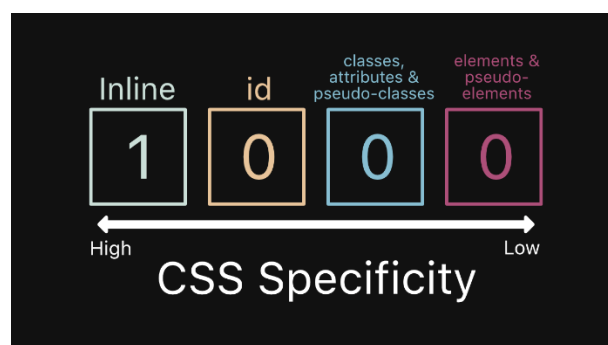 Inline
id
classes,
attributes &
pseudo-classes
elements &
pseudo-
elements
1
0
0
0
High
Low
CSS Specificity